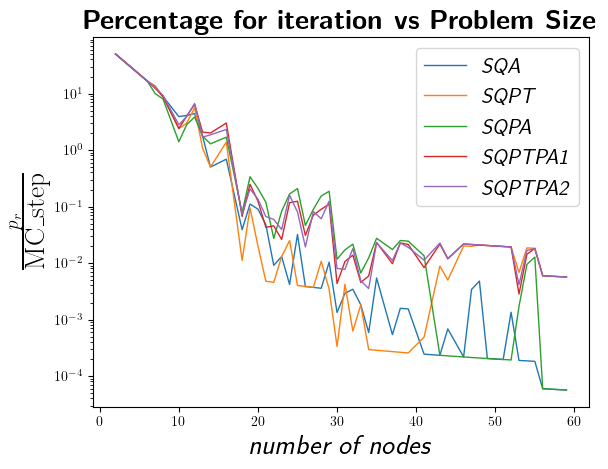 Percentage for iteration vs Problem Size
SQA
SQPT
SQPA
SQPTPA1
SQPTPA2
p_r
MC_step
10^1
10^0
10^-1
10^-2
10^-3
10^-4
0 10 20 30 40 50 60
number of nodes